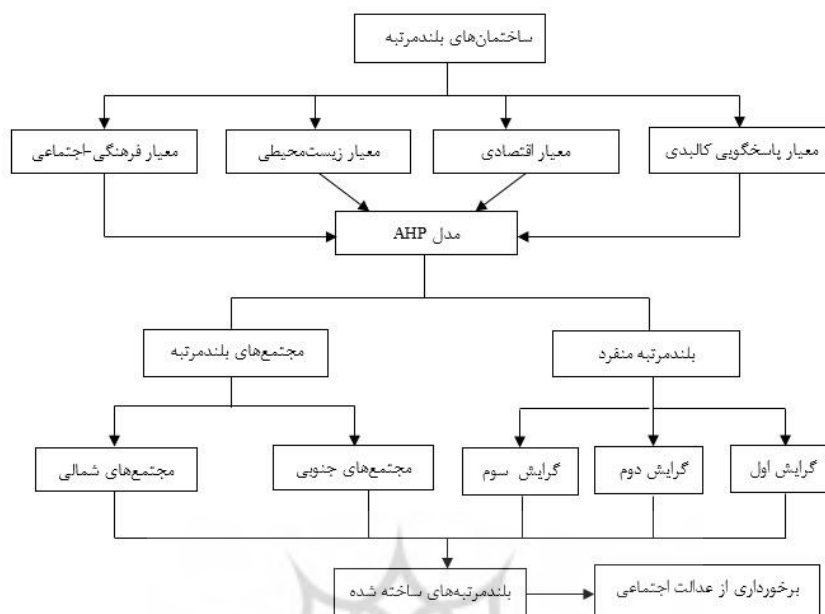 ساختمان‌های بلندمرتبه
معیار پاسخگویی کالبدی
معیار اقتصادی
معیار زیست‌محیطی
معیار فرهنگی-اجتماعی
مدل AHP
بلندمرتبه منفرد
مجتمع‌های بلندمرتبه
گرایش اول
گرایش دوم
گرایش سوم
مجتمع‌های جنوبی
مجتمع‌های شمالی
بلندمرتبه‌های ساخته شده
برخورداری از عدالت اجتماعی